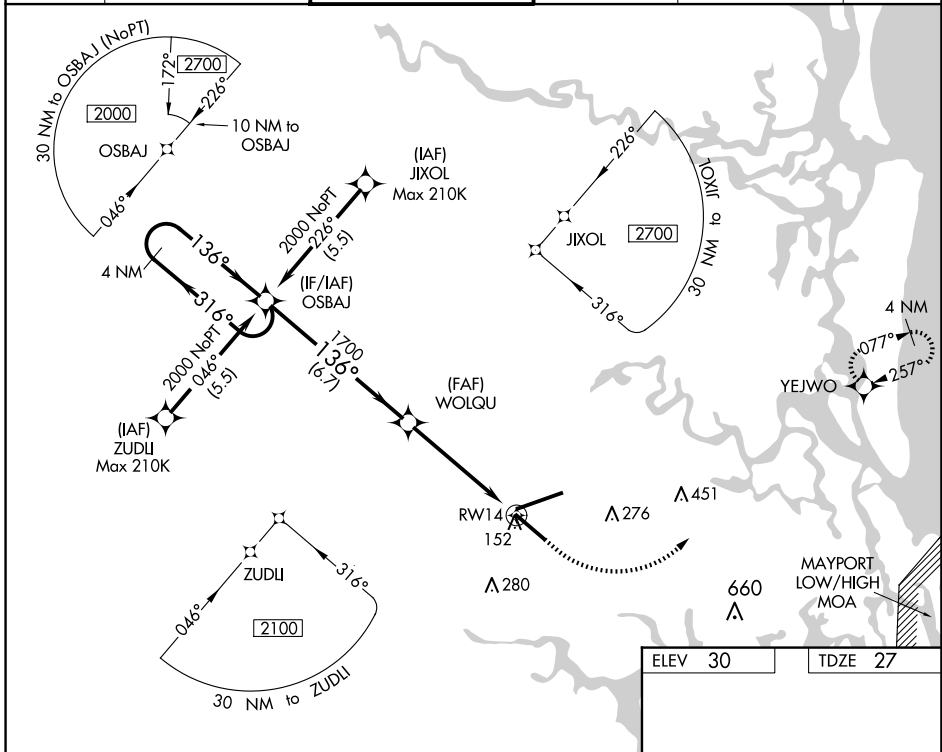 30 NM to OSBAJ (NoPT)
172°
2700
226°
2000
10 NM to
OSBAJ
OSBAJ
046°
(IAF)
JIXOL
Max 210K
2000 NoPT
226°
(5.5)
136°
4 NM
316°
(IF/IAF)
OSBAJ
2000 NoPT
046°
(5.5)
(IAF)
ZUDLI
Max 210K
1700
136°
(6.7)
(FAF)
WOLQU
226°
JIXOL
2700
30 NM to JIXOL
316°
4 NM
077°
257°
YEJWO
RW14
152
276
451
280
660
MAYPORT
LOW/HIGH
MOA
ZUDLI
046°
316°
2100
30 NM to ZUDLI
ELEV 30
TDZE 27